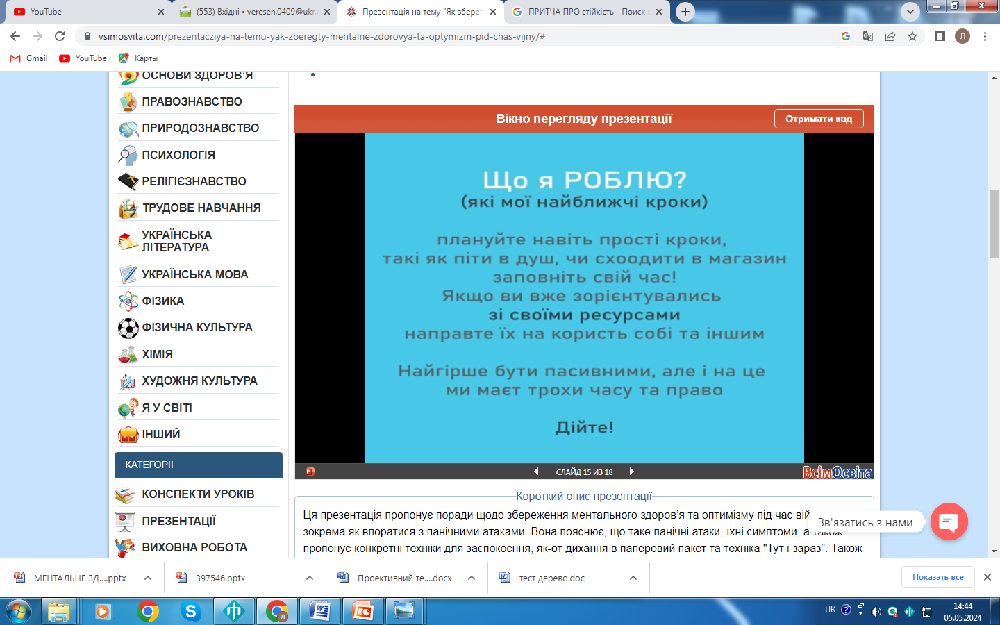 YouTube
(553) Вхідні • veresen.0409@ukr.
Презентація на тему "Як зберег
ПРИТЧА ПРО стійкість - Поиск
vsimosvita.com/prezentacziya-na-temu-yak-zberegty-mentalne-zdorovya-ta-optymizm-pid-chas-vijny/#
Л
Gmail
YouTube
Карты
ОСНОВИ ЗДОРОВ'Я
ПРАВОЗНАВСТВО
ПРИРОДОЗНАВСТВО
ПСИХОЛОГІЯ
РЕЛІГІЄЗНАВСТВО
ТРУДОВЕ НАВЧАННЯ
УКРАЇНСЬКА
ЛІТЕРАТУРА
УКРАЇНСЬКА МОВА
ФІЗИКА
ФІЗИЧНА КУЛЬТУРА
ХІМІЯ
ХУДОЖНЯ КУЛЬТУРА
Я У СВІТІ
ІНШИЙ
КАТЕГОРІЇ
КОНСПЕКТИ УРОКІВ
ПРЕЗЕНТАЦІЇ
ВИХОВНА РОБОТА
Вікно перегляду презентації
Отримати код
Що я РОБЛЮ?
(які мої найближчі кроки)
плануйте навіть прості кроки,
такі як піти в душ, чи схоодити в магазин
заповніть свій час!
Якщо ви вже зорієнтувались
зі своїми ресурсами
направте їх на користь собі та іншим
Найгірше бути пасивними, але і на це
ми маєт трохи часу та право
Дійте!
СЛАЙД 15 ИЗ 18
ВсімОсвіта
Короткий опис презентації
Ця презентація пропонує поради щодо збереження ментального здоров'я та оптимізму під час вій
зокрема як впоратися з панічними атаками. Вона пояснює, що таке панічні атаки, їхні симптоми, а також
пропонує конкретні техніки для заспокоєння, як-от дихання в паперовий пакет та техніка "Тут і зараз". Також
Зв'язатись з нами
МЕНТАЛЬНЕ ЗД....pptx
397546.pptx
Проективний те....docx
тест дерево.doc
Показать все
Л
UK
14:44
05.05.2024